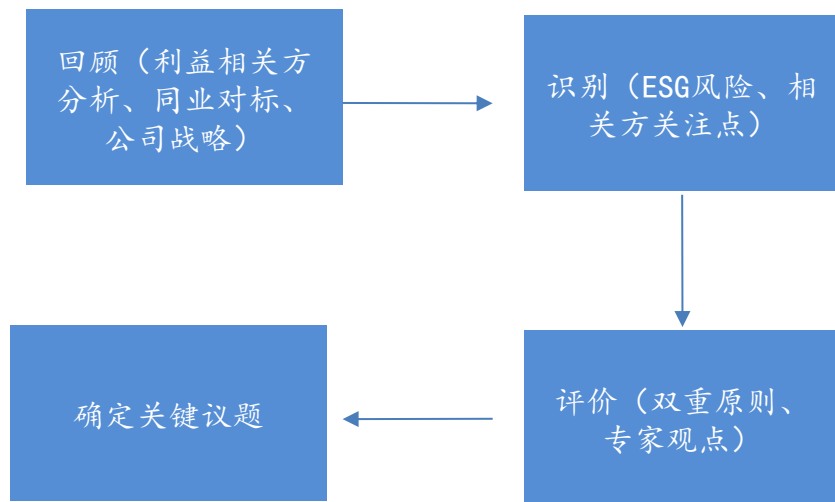 回顾（利益相关方
分析、同业对标、
公司战略）
识别（ESG风险、相
关方关注点）
评价（双重原则、
专家观点）
确定关键议题